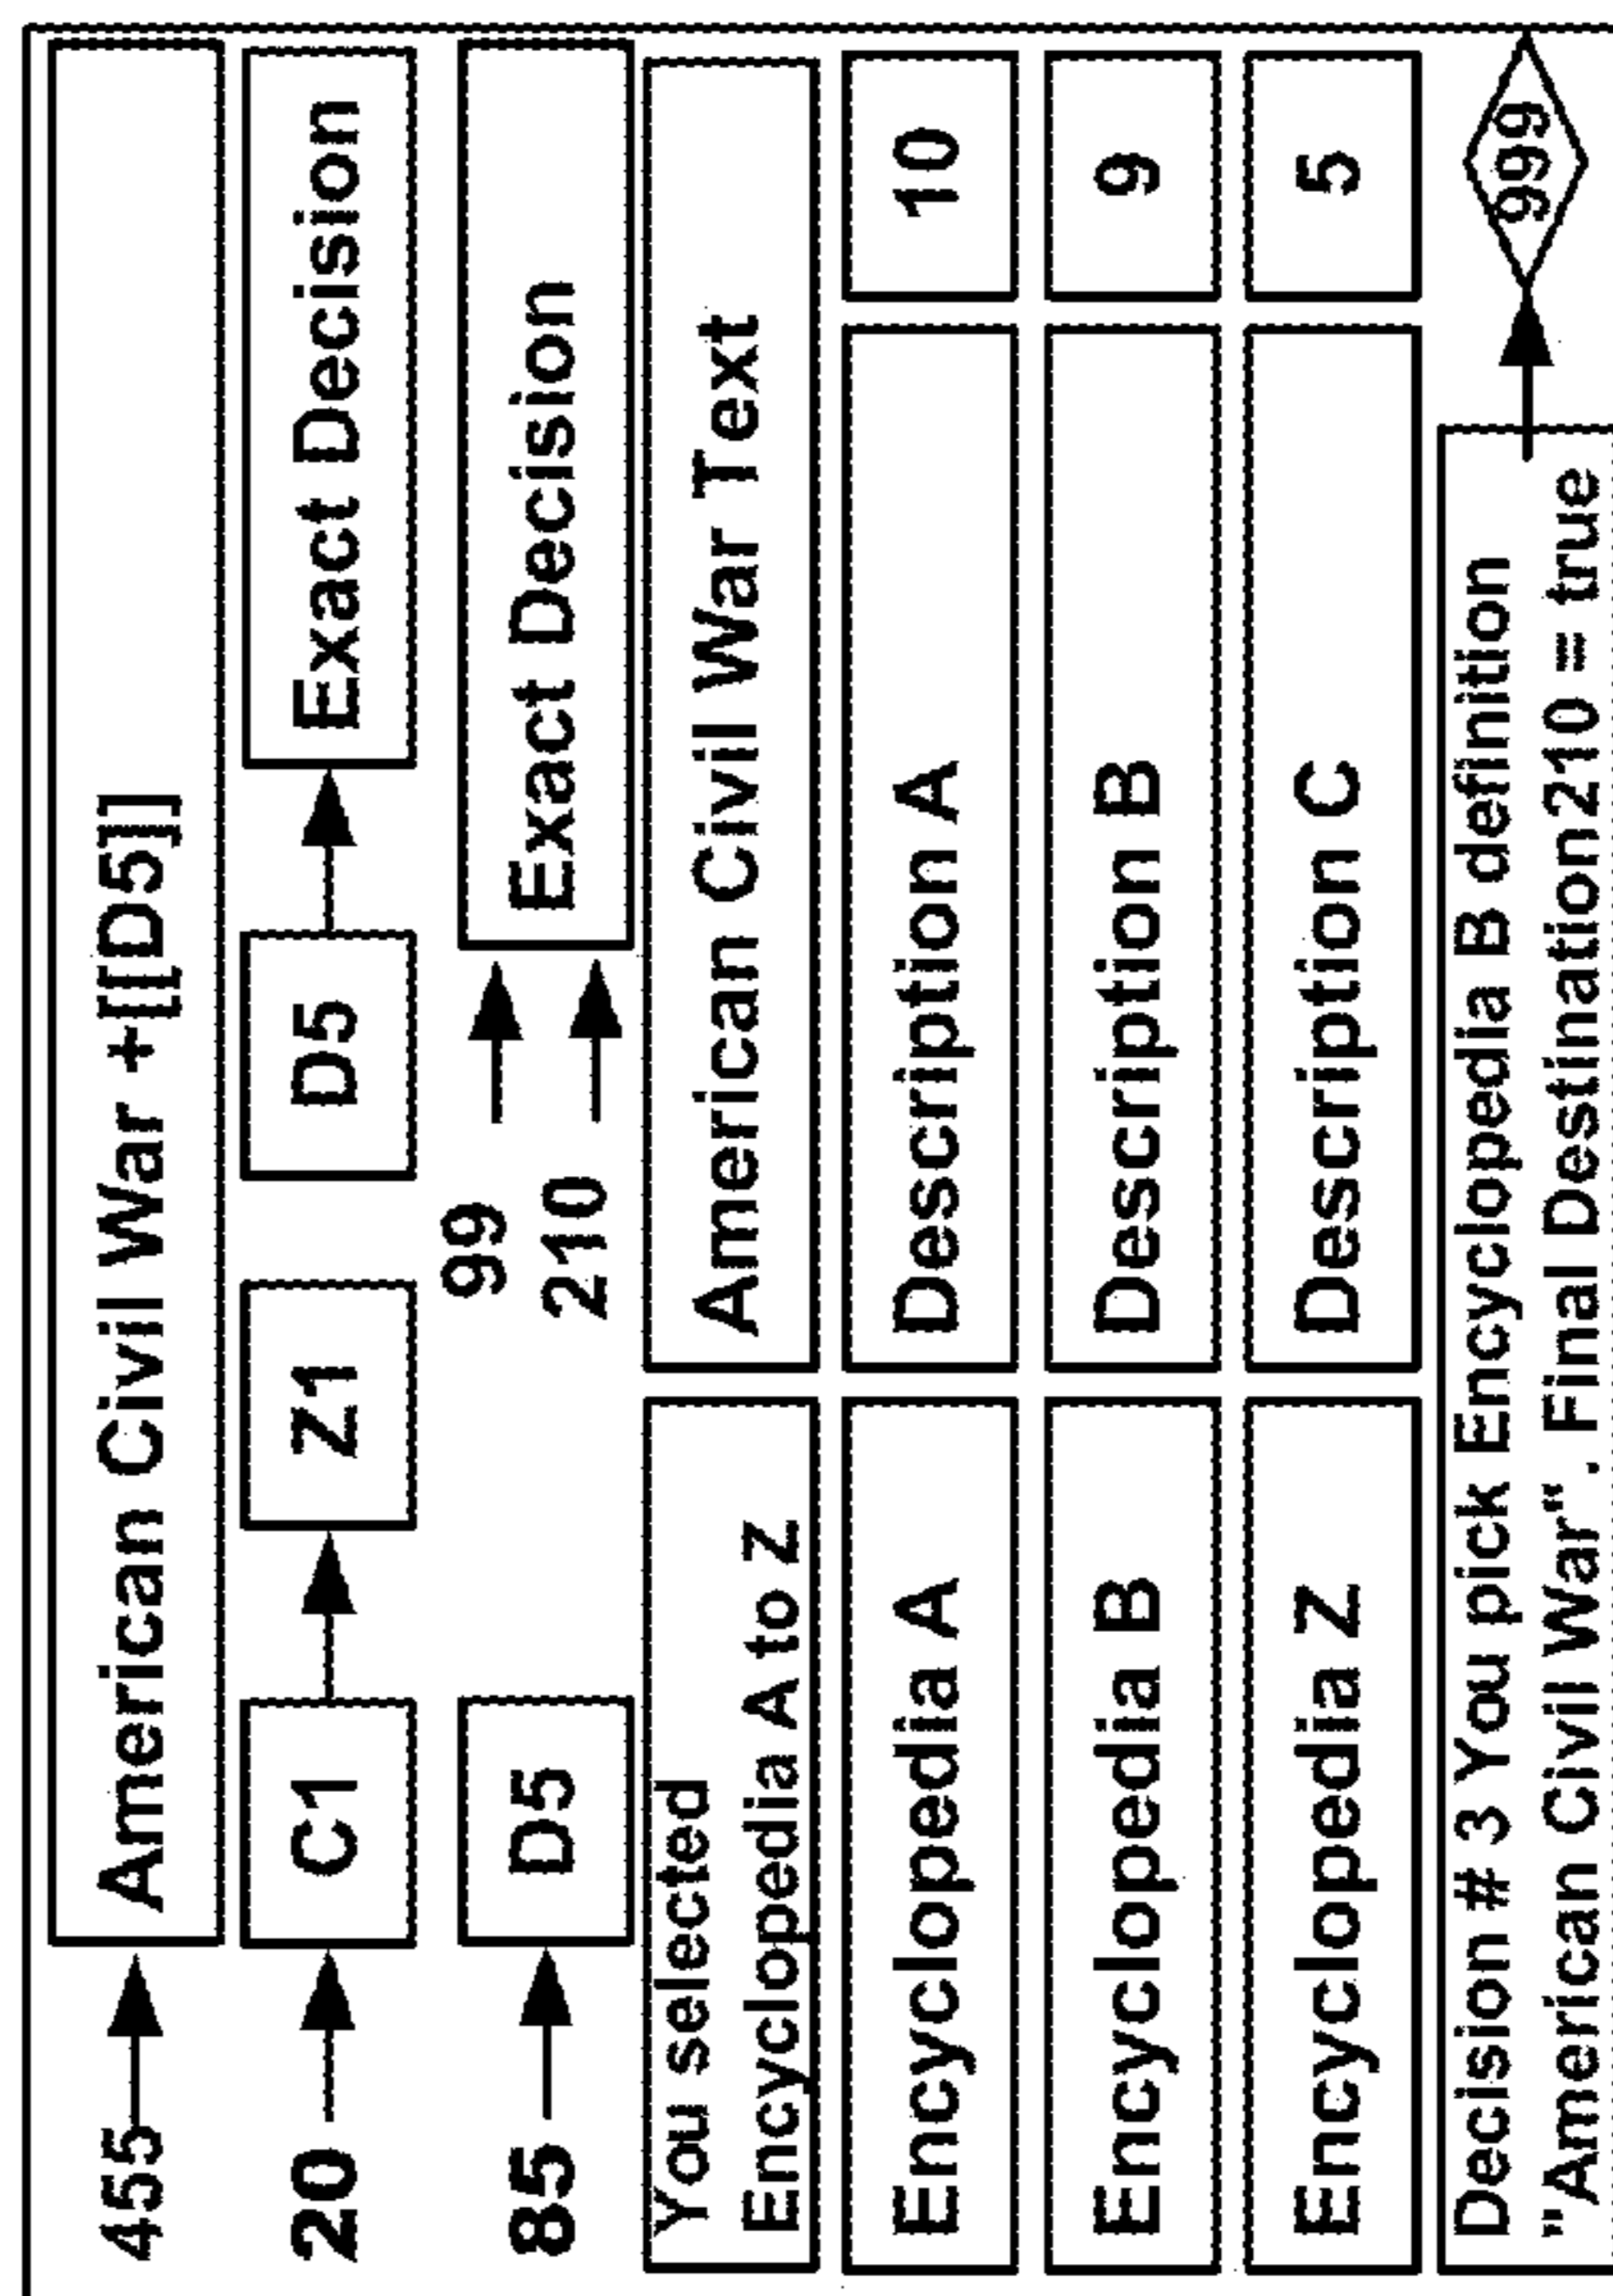 455 American Civil War +[[D5]]
20 C1 Z1 D5 Exact Decision
85 D5 99 210 Exact Decision
You selected
Encyclopedia A to Z
American Civil War Text
Encyclopedia A Description A 10
Encyclopedia B Description B 9
Encyclopedia Z Description C 5
Decision # 3 You pick Encyclopedia B definition
"American Civil War". Final Destination210 = true
999